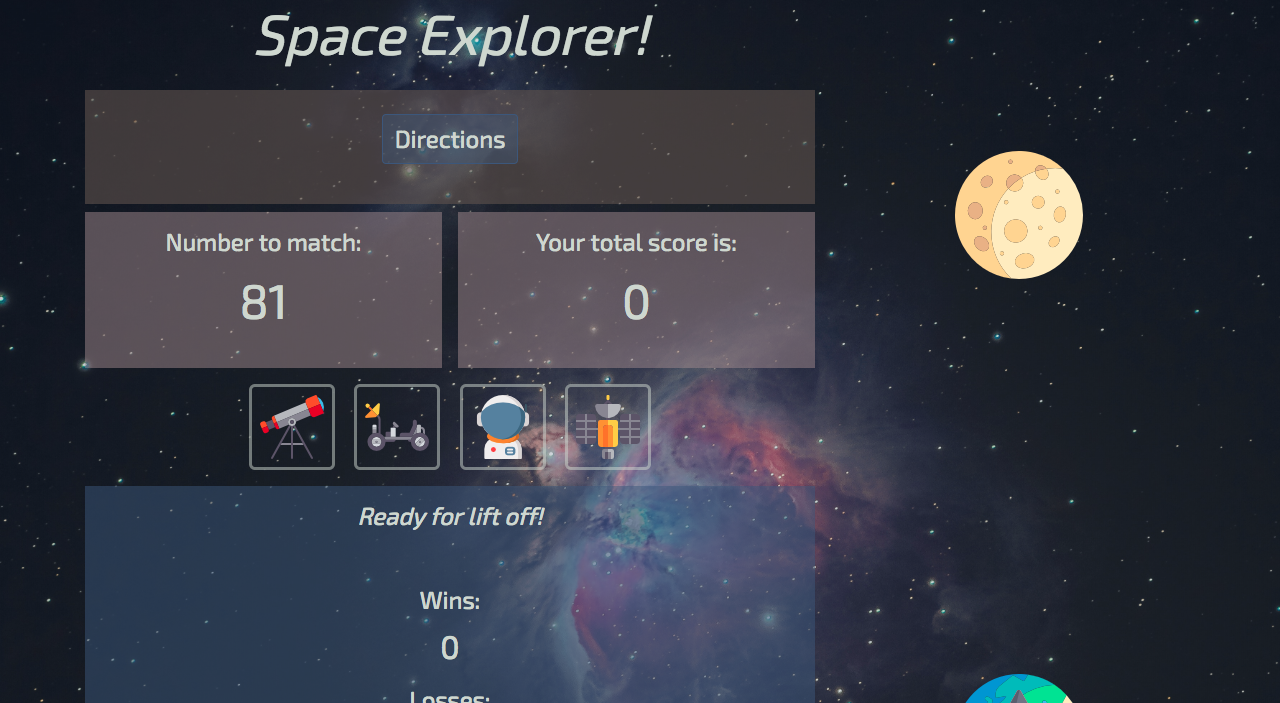 Space Explorer!
Directions
Number to match:
81
Your total score is:
0
Ready for lift off!
Wins:
0
Losses: